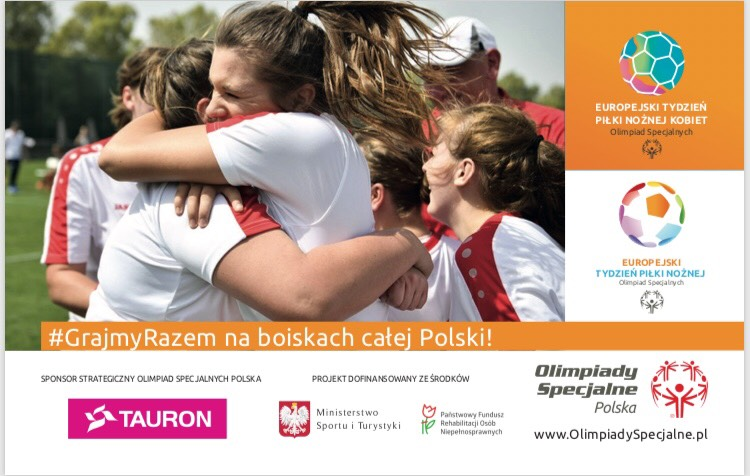 EUROPEJSKI TYDZIEŃ
PIŁKI NOŻNEJ KOBIET
Olimpiad Specjalnych
EUROPEJSKI
TYDZIEŃ PIŁKI NOŻNEJ
Olimpiad Specjalnych
#GrajmyRazem na boiskach całej Polski!
SPONSOR STRATEGICZNY OLIMPIAD SPECJALNYCH POLSKA
TAURON
PROJEKT DOFINANSOWANY ZE ŚRODKÓW
Ministerstwo
Sportu i Turystyki
Państwowy Fundusz
Rehabilitacji Osób
Niepełnosprawnych
Olimpiady
Specjalne
Polska
www.OlimpiadySpecjalne.pl